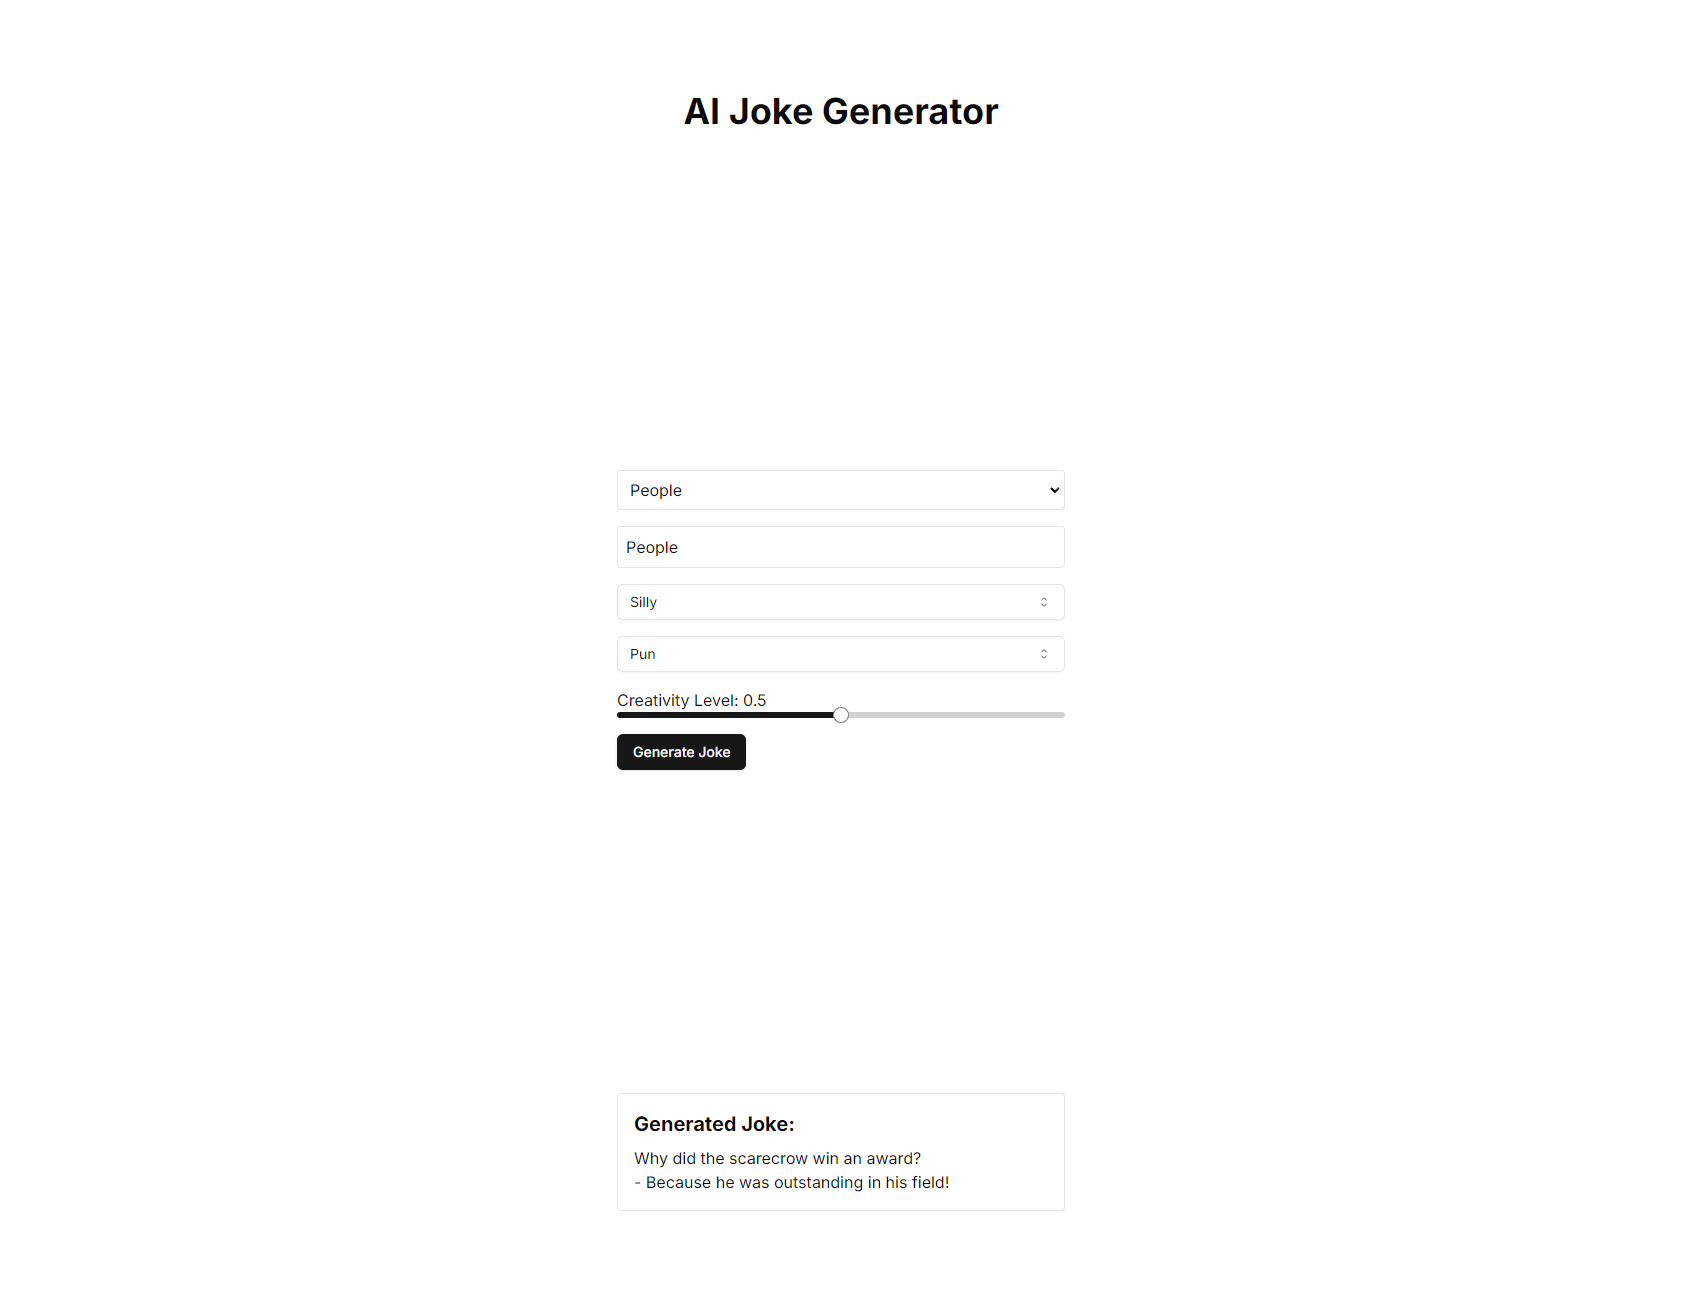 AI Joke Generator
People
People
Silly
Pun
Creativity Level: 0.5
Generate Joke
Generated Joke:
Why did the scarecrow win an award?
- Because he was outstanding in his field!